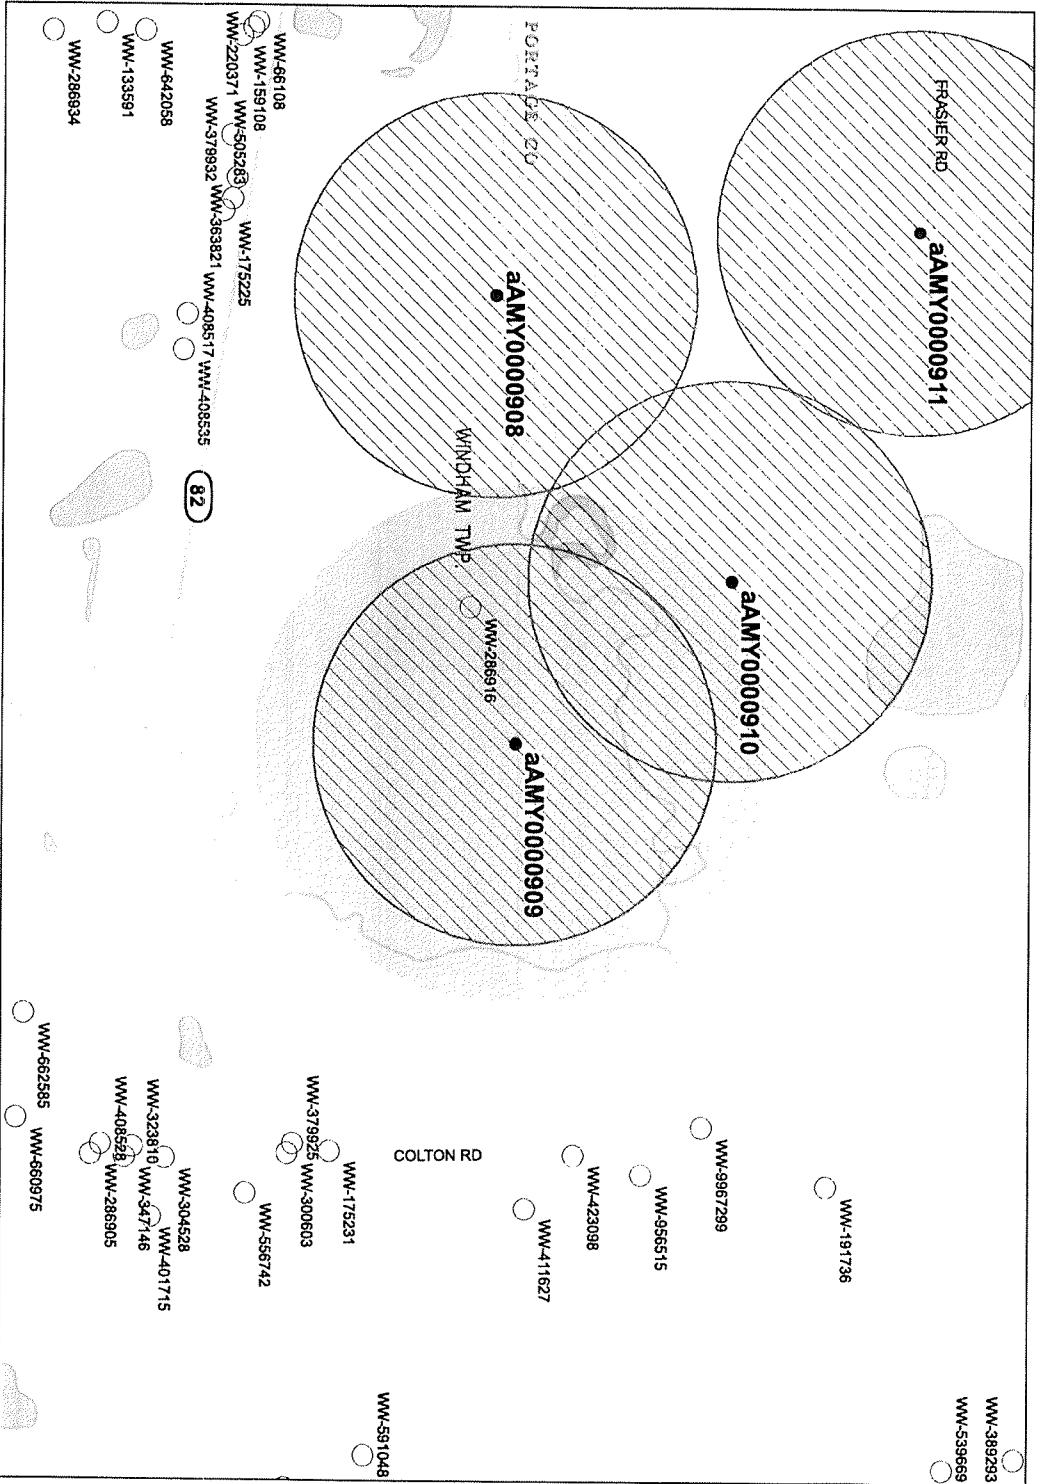 FRASIER RD
aAMY0000911
PORTAGE CO
aAMY0000908
aAMY0000910
WINDHAM TWP.
WW-286916
aAMY0000909
WW-66108
WW-159108
WW-220371
WW-642058
WW-133591
WW-286934
WW-505283
WW-379932
WW-175225
WW-363821
WW-408517
WW-408535
82
WW-389293
WW-539669
WW-191736
WW-9967299
WW-956515
WW-423098
WW-411627
COLTON RD
WW-591048
WW-175231
WW-379925
WW-300603
WW-556742
WW-304528
WW-401715
WW-323810
WW-347146
WW-408528
WW-286905
WW-662585
WW-660975